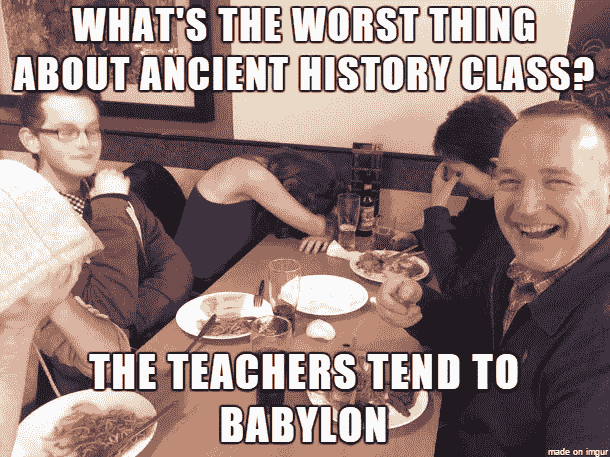 WHAT'S THE WORST THING
ABOUT ANCIENT HISTORY CLASS?
THE TEACHERS TEND TO
BABYLON
made on imgur